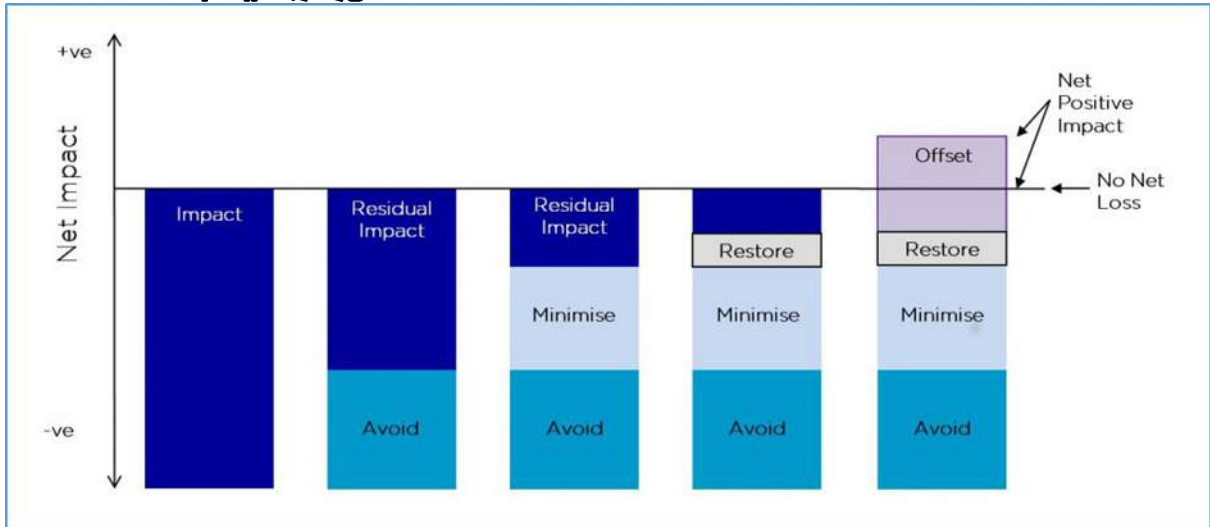 +ve
Net Impact
-ve
Impact
Residual
Impact
Avoid
Residual
Impact
Minimise
Avoid
Restore
Minimise
Avoid
Offset
Restore
Minimise
Avoid
Net
Positive
Impact
No Net
Loss